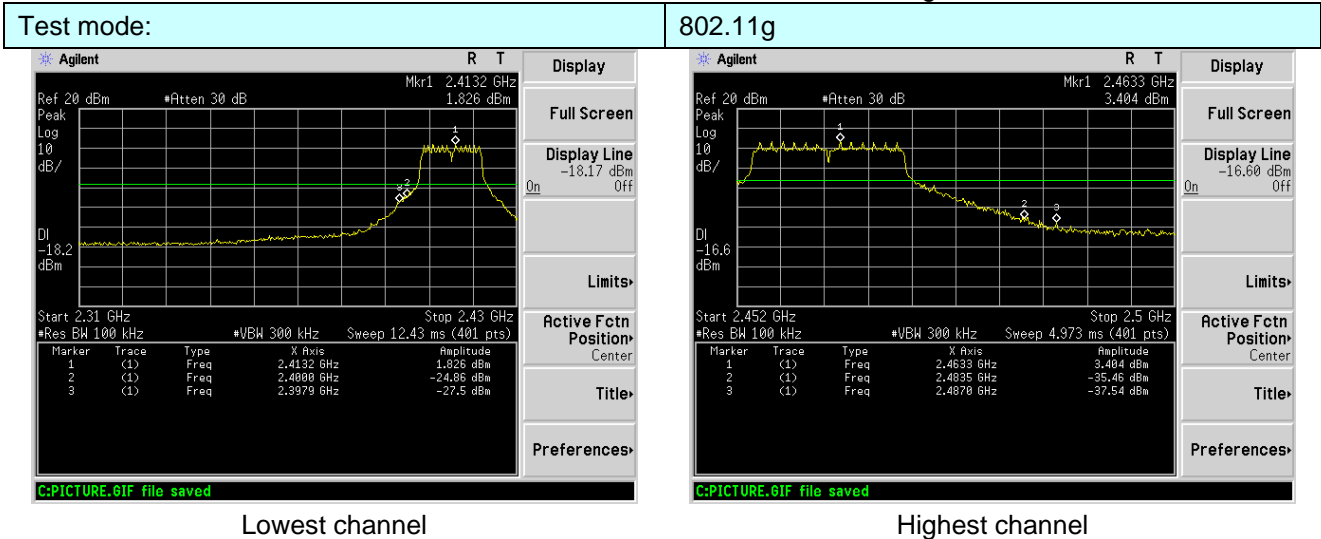 Test mode:
802.11g
Agilent
R T
Mkr1 2.4132 GHz
Ref 20 dBm #Atten 30 dB 1.826 dBm
Peak
Log
10
dB/
1
2
3
DI
-18.2
dBm
Start 2.31 GHz Stop 2.43 GHz
#Res BW 100 kHz #VBW 300 kHz Sweep 12.43 ms (401 pts)
Marker Trace Type X Axis Amplitude
1 (1) Freq 2.4132 GHz 1.826 dBm
2 (1) Freq 2.4000 GHz -24.86 dBm
3 (1) Freq 2.3979 GHz -27.5 dBm
C:PICTURE.GIF file saved
Display
Full Screen
Display Line
-18.17 dBm
On Off
Limits
Active Fctn
Position
Center
Title
Preferences
Lowest channel
Agilent
R T
Mkr1 2.4633 GHz
Ref 20 dBm #Atten 30 dB 3.404 dBm
Peak
Log
10
dB/
1
2
3
DI
-16.6
dBm
Start 2.452 GHz Stop 2.5 GHz
#Res BW 100 kHz #VBW 300 kHz Sweep 4.973 ms (401 pts)
Marker Trace Type X Axis Amplitude
1 (1) Freq 2.4633 GHz 3.404 dBm
2 (1) Freq 2.4835 GHz -35.46 dBm
3 (1) Freq 2.4870 GHz -37.54 dBm
C:PICTURE.GIF file saved
Display
Full Screen
Display Line
-16.60 dBm
On Off
Limits
Active Fctn
Position
Center
Title
Preferences
Highest channel